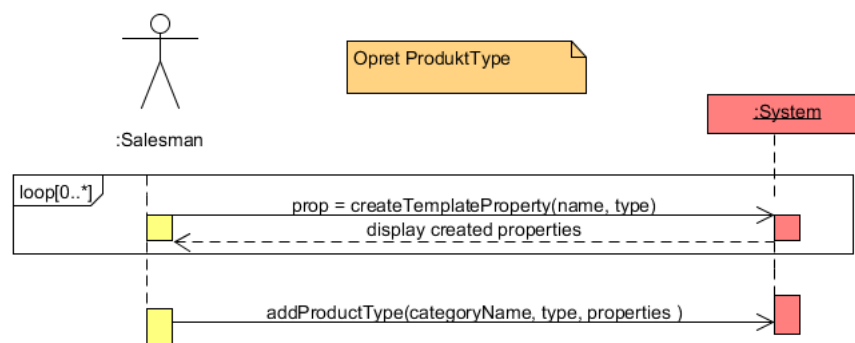 Opret ProduktType
:System
:Salesman
loop[0..*]
prop = createTemplateProperty(name, type)
display created properties
addProductType(categoryName, type, properties )